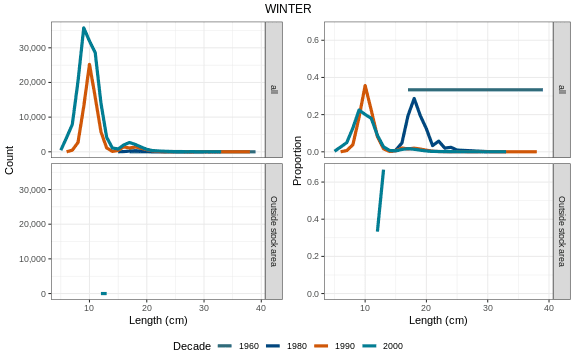 WINTER
Count
30,000
20,000
10,000
0
all
30,000
20,000
10,000
0
Outside stock area
10 20 30 40
Length (cm)
Proportion
0.6
0.4
0.2
0.0
all
0.6
0.4
0.2
0.0
Outside stock area
10 20 30 40
Length (cm)
Decade 1960 1980 1990 2000